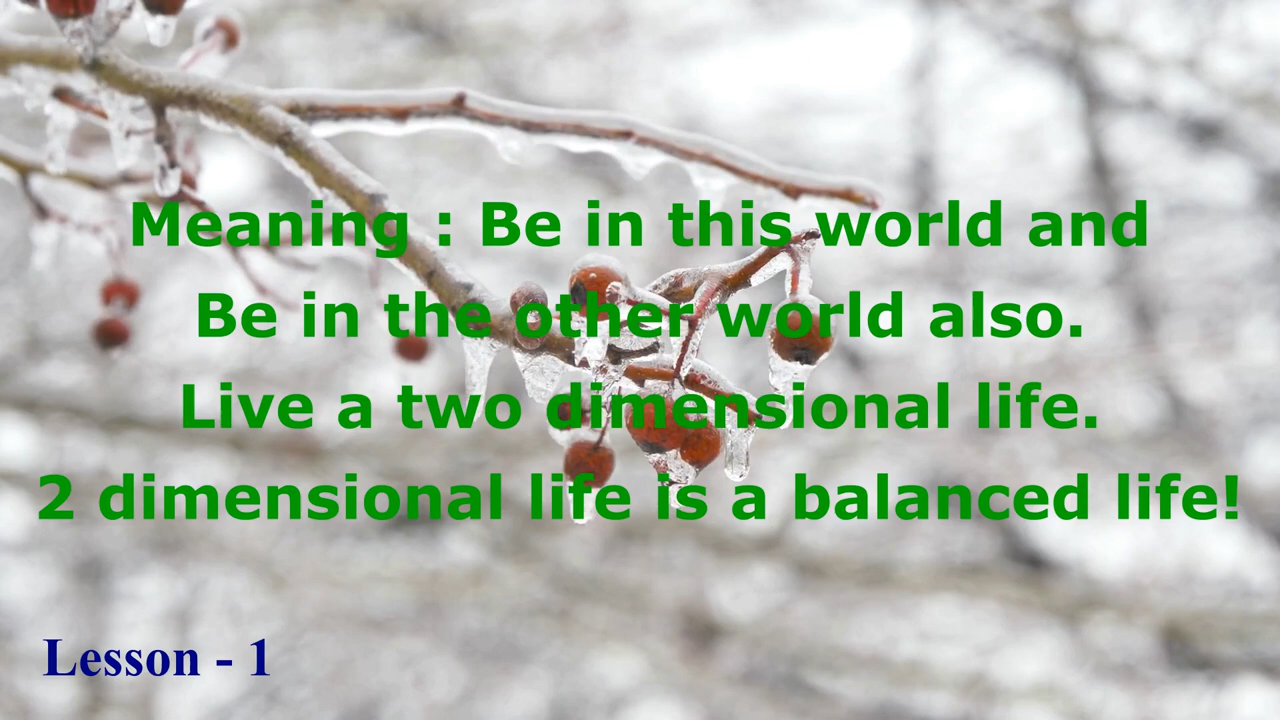 Meaning : Be in this world and
Be in the other world also.
Live a two dimensional life.
2 dimensional life is a balanced life!
Lesson - 1